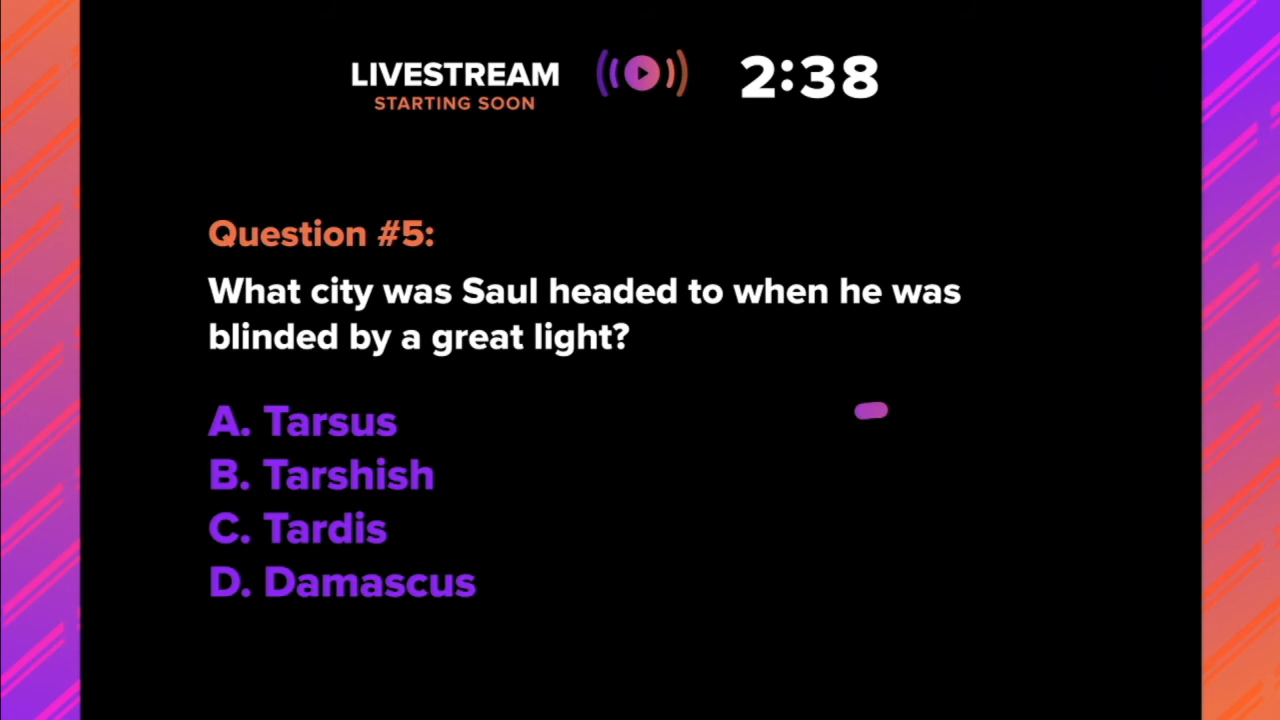 LIVESTREAM
STARTING SOON
2:38
Question #5:
What city was Saul headed to when he was
blinded by a great light?
A. Tarsus
B. Tarshish
C. Tardis
D. Damascus